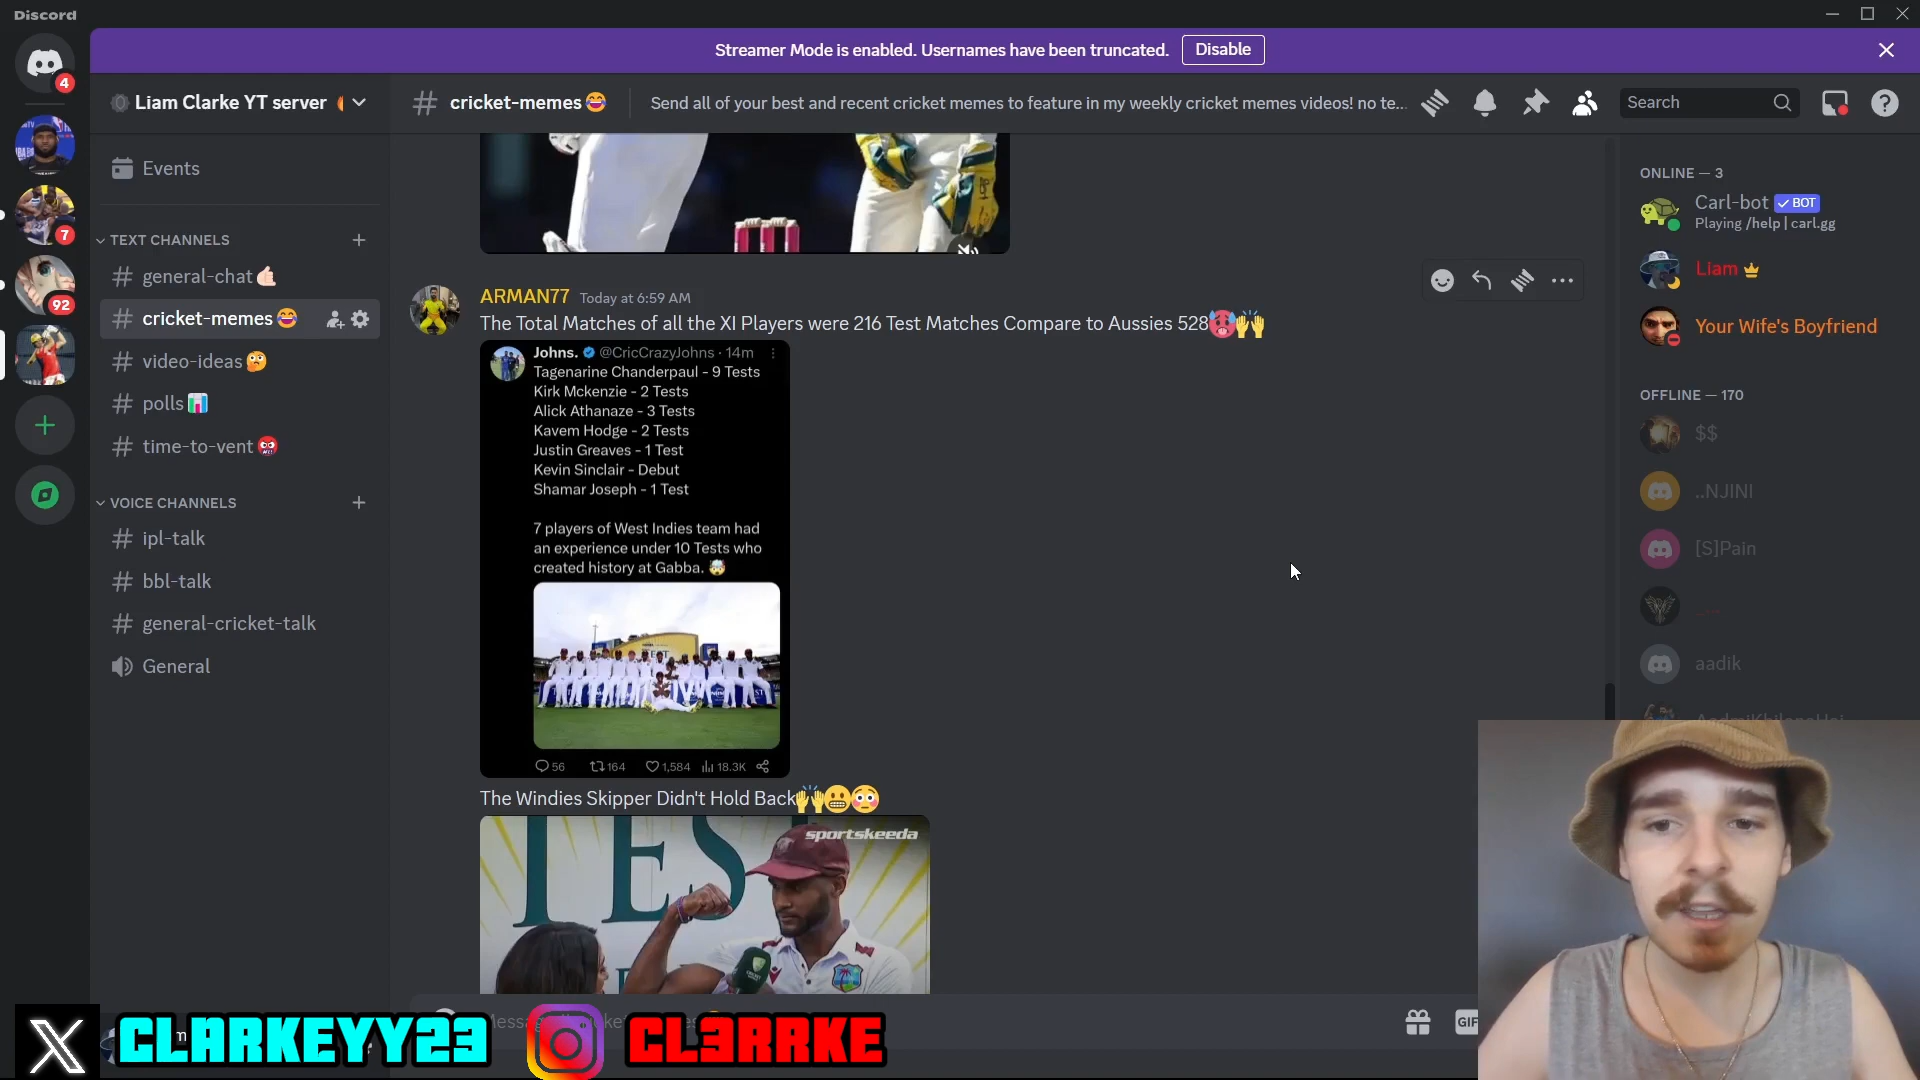 Discord
4
Streamer Mode is enabled. Usernames have been truncated.
Disable
Liam Clarke YT server
cricket-memes😂
Send all of your best and recent cricket memes to feature in my weekly cricket memes videos! no te...
Search
Events
TEXT CHANNELS
general-chat🤙🏻
cricket-memes😂
video-ideas🤔
polls📊
time-to-vent🤬
VOICE CHANNELS
ipl-talk
bbl-talk
general-cricket-talk
General
7
92
ARMAN77 Today at 6:59 AM
The Total Matches of all the XI Players were 216 Test Matches Compare to Aussies 528🥵🙌
Johns. @CricCrazyJohns · 14m
Tagenarine Chanderpaul - 9 Tests
Kirk Mckenzie - 2 Tests
Alick Athanaze - 3 Tests
Kavem Hodge - 2 Tests
Justin Greaves - 1 Test
Kevin Sinclair - Debut
Shamar Joseph - 1 Test
7 players of West Indies team had
an experience under 10 Tests who
created history at Gabba. 🤯
56 164 1,584 18.3K
The Windies Skipper Didn't Hold Back🙌😬😳
sportskeeda
TEST
GIF
ONLINE — 3
Carl-bot ✓ BOT
Playing /help | carl.gg
Liam
Your Wife's Boyfriend
OFFLINE — 170
$$
..NJINI
[S]Pain
_...
aadik
X CLARKEYY23
CL3RRKE